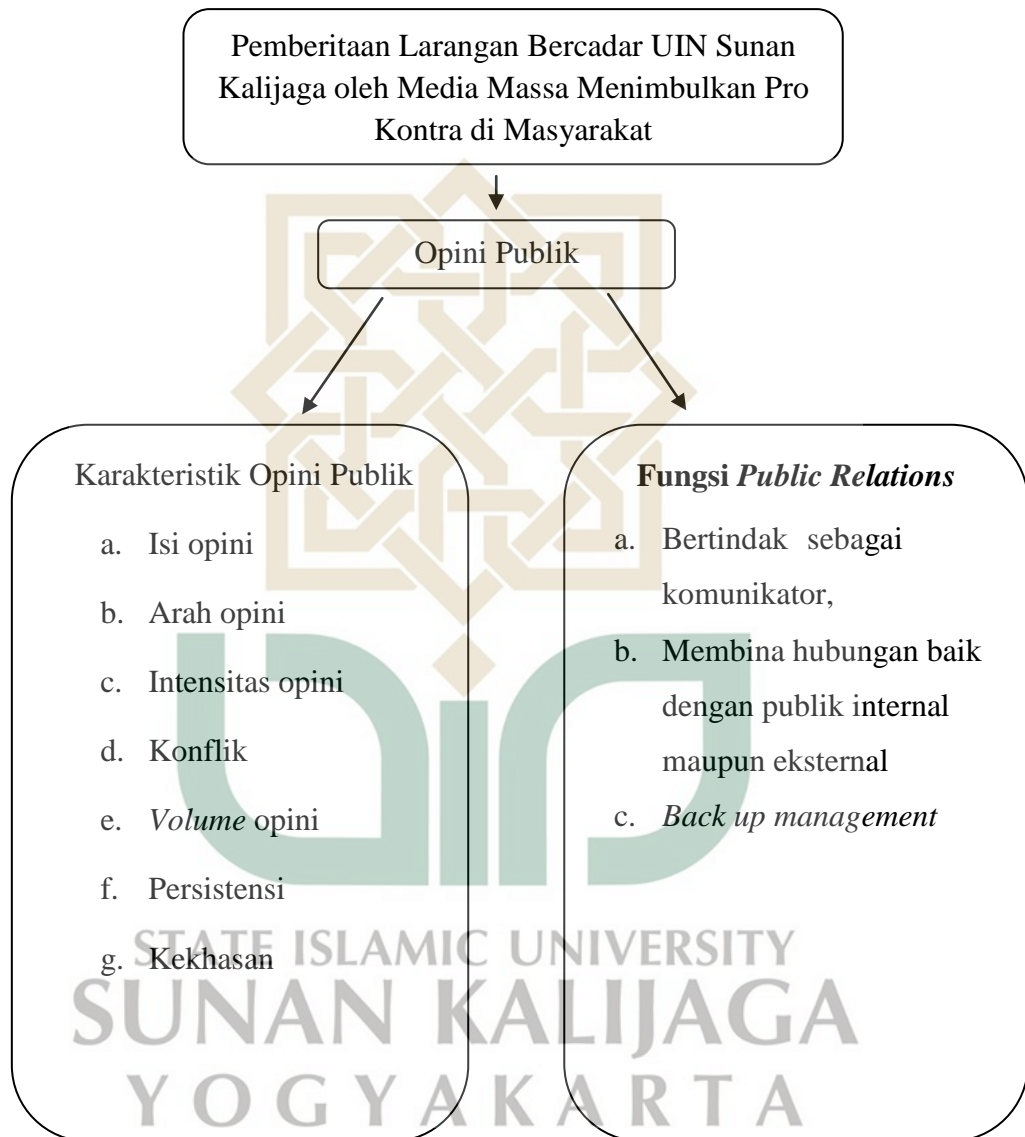 Pemberitaan Larangan Bercadar UIN Sunan
Kalijaga oleh Media Massa Menimbulkan Pro
Kontra di Masyarakat
Opini Publik
Karakteristik Opini Publik
a. Isi opini
b. Arah opini
c. Intensitas opini
d. Konflik
e. Volume opini
f. Persistensi
g. Kekhasan
Fungsi Public Relations
a. Bertindak sebagai
komunikator,
b. Membina hubungan baik
dengan publik internal
maupun eksternal
c. Back up management
STATE ISLAMIC UNIVERSITY
SUNAN KALIJAGA
YOGYAKARTA